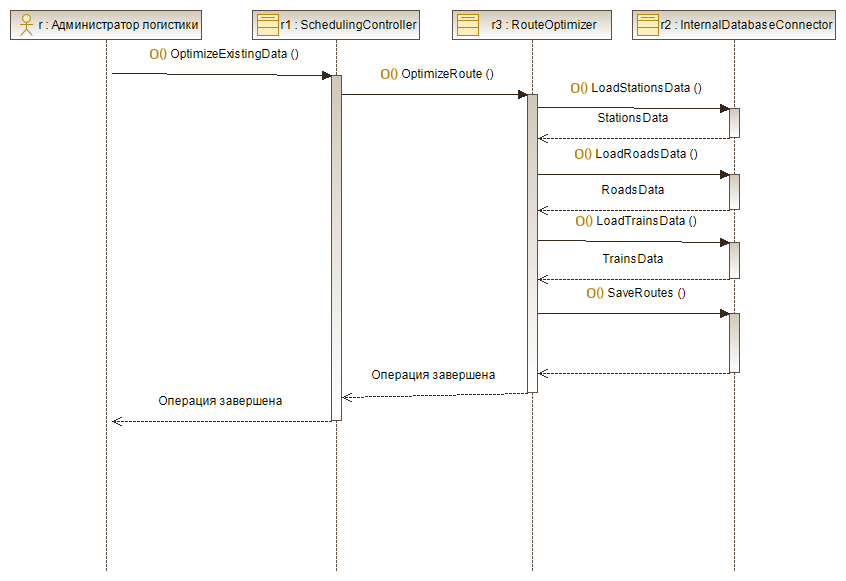 r : Администратор логистики
r1 : SchedulingController
r3 : RouteOptimizer
r2 : InternalDatabaseConnector
O() OptimizeExistingData ()
O() OptimizeRoute ()
O() LoadStationsData ()
StationsData
O() LoadRoadsData ()
RoadsData
O() LoadTrainsData ()
TrainsData
O() SaveRoutes ()
Операция завершена
Операция завершена